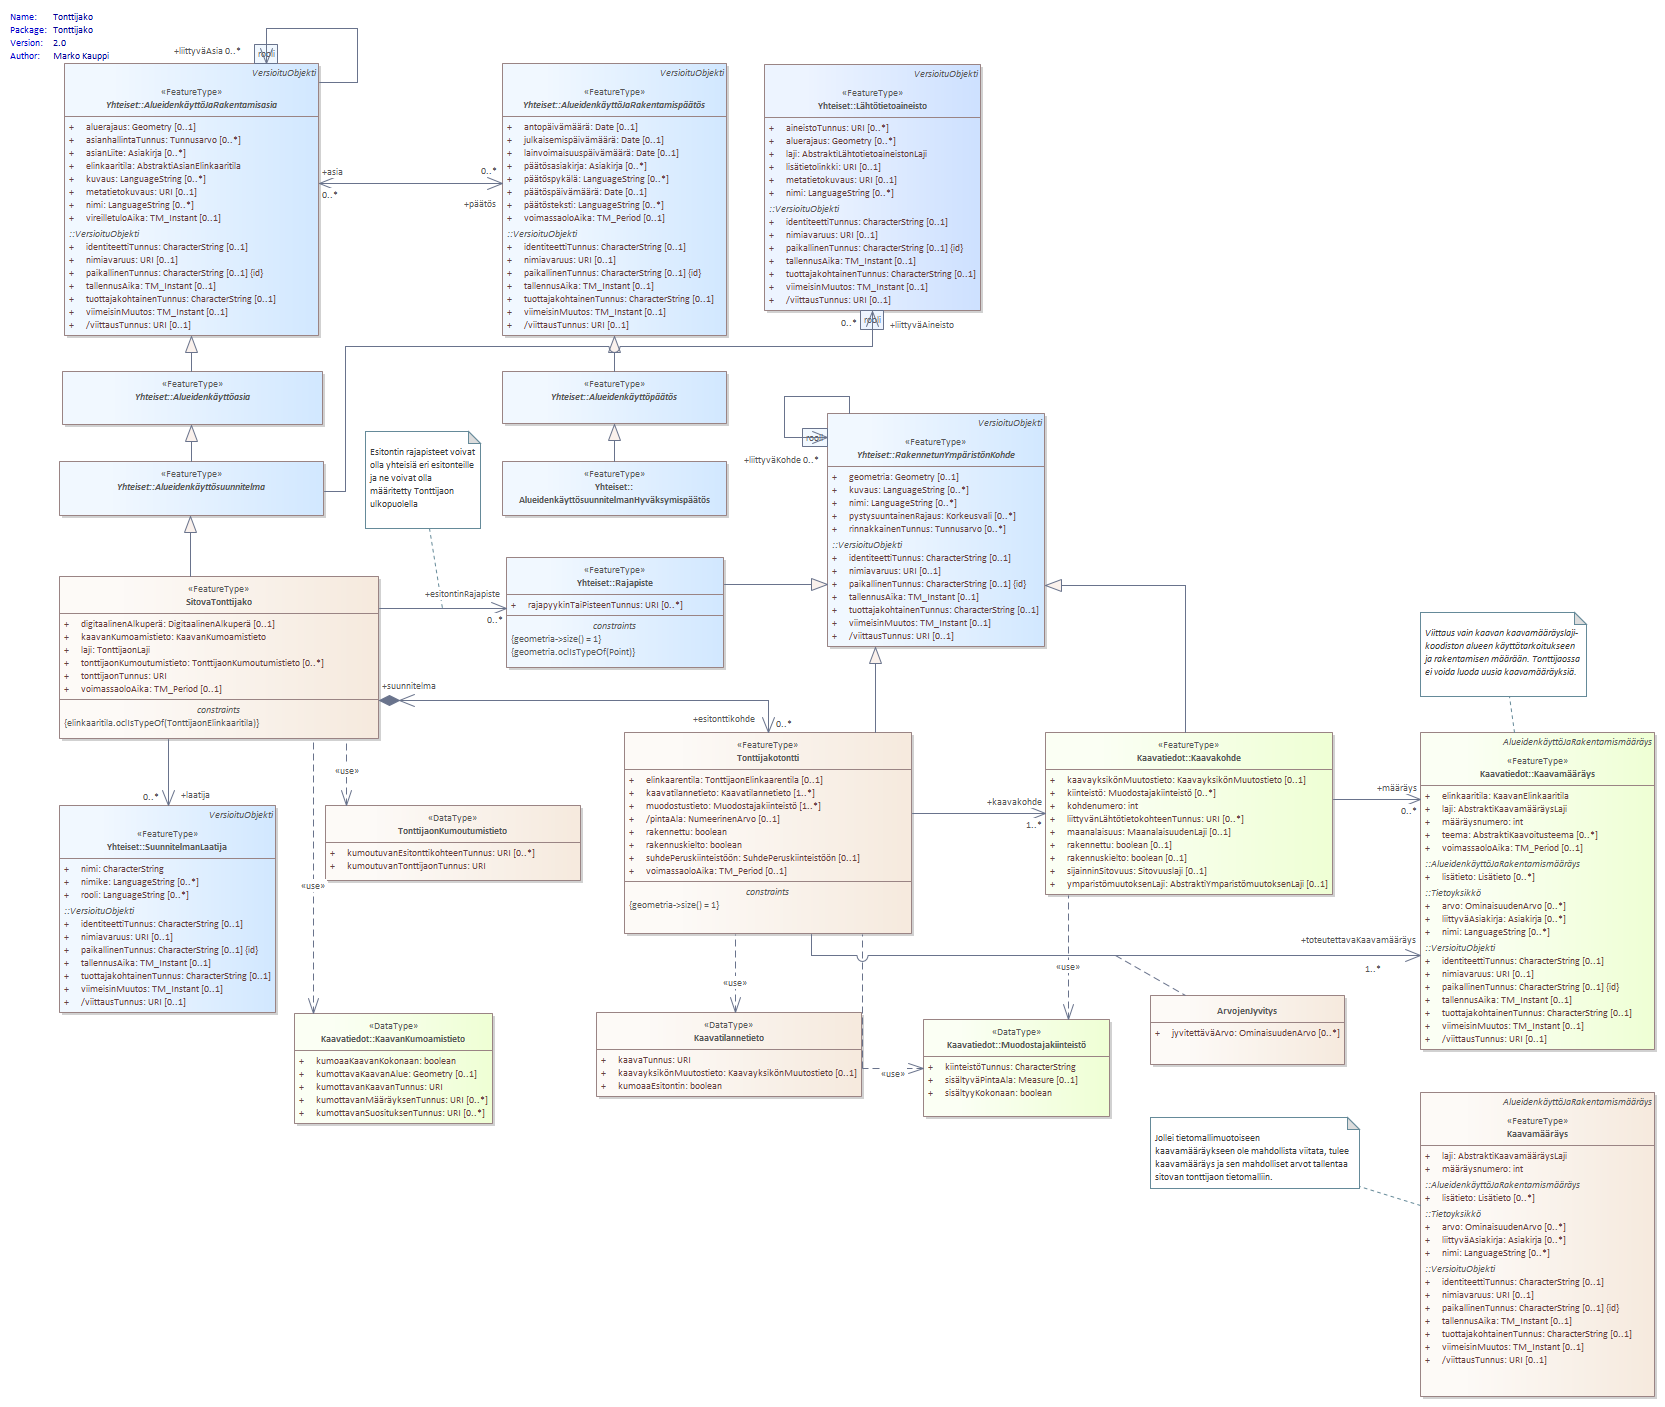 Name: Tonttijako
Package: Tonttijako
Version: 2.0
Author: Marko Kauppi
+liittyväAsia 0..*
rooli
VersioituObjekti
«FeatureType»
Yhteiset::AlueidenkäyttöJaRakentamisasia
+ aluerajaus: Geometry [0..1]
+ asianhallintaTunnus: Tunnusarvo [0..*]
+ asianLiite: Asiakirja [0..*]
+ elinkaaritila: AbstraktiAsianElinkaaritila
+ kuvaus: LanguageString [0..*]
+ metatietokuvaus: URI [0..1]
+ nimi: LanguageString [0..*]
+ vireilletuloAika: TM_Instant [0..1]
::VersioituObjekti
+ identiteettiTunnus: CharacterString [0..1]
+ nimiavaruus: URI [0..1]
+ paikallinenTunnus: CharacterString [0..1] {id}
+ tallennusAika: TM_Instant [0..1]
+ tuottajakohtainenTunnus: CharacterString [0..1]
+ viimeisinMuutos: TM_Instant [0..1]
+ /viittausTunnus: URI [0..1]
+asia
0..*
0..*
+päätös
VersioituObjekti
«FeatureType»
Yhteiset::AlueidenkäyttöJaRakentamispäätös
+ antopäivämäärä: Date [0..1]
+ julkaisemispäivämäärä: Date [0..1]
+ lainvoimaisuuspäivämäärä: Date [0..1]
+ päätösasiakirja: Asiakirja [0..*]
+ päätöspykälä: LanguageString [0..*]
+ päätöspäivämäärä: Date [0..1]
+ päätösteksti: LanguageString [0..*]
+ voimassaoloAika: TM_Period [0..1]
::VersioituObjekti
+ identiteettiTunnus: CharacterString [0..1]
+ nimiavaruus: URI [0..1]
+ paikallinenTunnus: CharacterString [0..1] {id}
+ tallennusAika: TM_Instant [0..1]
+ tuottajakohtainenTunnus: CharacterString [0..1]
+ viimeisinMuutos: TM_Instant [0..1]
+ /viittausTunnus: URI [0..1]
VersioituObjekti
«FeatureType»
Yhteiset::Lähtötietoaineisto
+ aineistoTunnus: URI [0..*]
+ aluerajaus: Geometry [0..*]
+ laji: AbstraktiLähtötietoaineistonLaji
+ lisätietolinkki: URI [0..1]
+ metatietokuvaus: URI [0..1]
+ nimi: LanguageString [0..*]
::VersioituObjekti
+ identiteettiTunnus: CharacterString [0..1]
+ nimiavaruus: URI [0..1]
+ paikallinenTunnus: CharacterString [0..1] {id}
+ tallennusAika: TM_Instant [0..1]
+ tuottajakohtainenTunnus: CharacterString [0..1]
+ viimeisinMuutos: TM_Instant [0..1]
+ /viittausTunnus: URI [0..1]
0..*
rooli
+liittyväAineisto
«FeatureType»
Yhteiset::Alueidenkäyttöasia
«FeatureType»
Yhteiset::Alueidenkäyttöpäätös
«FeatureType»
Yhteiset::Alueidenkäyttösuunnitelma
Esitontin rajapisteet voivat
olla yhteisiä eri esitonteille
ja ne voivat olla
määritetty Tonttijaon
ulkopuolella
«FeatureType»
Yhteiset::
AlueidenkäyttösuunnitelmanHyväksymispäätös
rooli
+liittyväKohde 0..*
VersioituObjekti
«FeatureType»
Yhteiset::RakennetunYmpäristönKohde
+ geometria: Geometry [0..1]
+ kuvaus: LanguageString [0..*]
+ nimi: LanguageString [0..*]
+ pystysuuntainenRajaus: Korkeusvali [0..*]
+ rinnakkainenTunnus: Tunnusarvo [0..*]
::VersioituObjekti
+ identiteettiTunnus: CharacterString [0..1]
+ nimiavaruus: URI [0..1]
+ paikallinenTunnus: CharacterString [0..1] {id}
+ tallennusAika: TM_Instant [0..1]
+ tuottajakohtainenTunnus: CharacterString [0..1]
+ viimeisinMuutos: TM_Instant [0..1]
+ /viittausTunnus: URI [0..1]
«FeatureType»
SitovaTonttijako
+ digitaalinenAlkuperä: DigitaalinenAlkuperä [0..1]
+ kaavanKumoamistieto: KaavanKumoamistieto
+ laji: TonttijaonLaji
+ tonttijaonKumoutumistieto: TonttijaonKumoutumistieto [0..*]
+ tonttijaonTunnus: URI
+ voimassaoloAika: TM_Period [0..1]
constraints
{elinkaaritila.oclIsTypeOf(TonttijaonElinkaaritila)}
+esitontinRajapiste
0..*
«FeatureType»
Yhteiset::Rajapiste
+ rajapyykinTaiPisteenTunnus: URI [0..*]
constraints
{geometria->size() = 1}
{geometria.oclIsTypeOf(Point)}
+suunnitelma
+esitonttikohde
0..*
Viittaus vain kaavan kaavamääräyslaji-
koodiston alueen käyttötarkoitukseen
ja rakentamisen määrään. Tonttijaossa
ei voida luoda uusia kaavamääräyksiä.
«FeatureType»
Tonttijakotontti
+ elinkaarentila: TonttijaonElinkaarentila [0..1]
+ kaavatilannetieto: Kaavatilannetieto [1..*]
+ muodostustieto: Muodostajakiinteistö [1..*]
+ /pintaAla: NumeerinenArvo [0..1]
+ rakennettu: boolean
+ rakennuskielto: boolean
+ suhdePeruskiinteistöön: SuhdePeruskiinteistöön [0..1]
+ voimassaoloAika: TM_Period [0..1]
constraints
{geometria->size() = 1}
+kaavakohde
1..*
«FeatureType»
Kaavatiedot::Kaavakohde
+ kaavayksikönMuutostieto: KaavayksikönMuutostieto [0..1]
+ kiinteistö: Muodostajakiinteistö [0..*]
+ kohdenumero: int
+ liittyvänLähtötietokohteenTunnus: URI [0..*]
+ maanalaisuus: MaanalaisuudenLaji [0..1]
+ rakennettu: boolean [0..1]
+ rakennuskielto: boolean [0..1]
+ sijainninSitovuus: Sitovuuslaji [0..1]
+ ymparistömuutoksenLaji: AbstraktiYmparistömuutoksenLaji [0..1]
+määräys
0..*
AlueidenkäyttöJaRakentamismääräys
«FeatureType»
Kaavatiedot::Kaavamääräys
+ elinkaaritila: KaavanElinkaaritila
+ laji: AbstraktiKaavamääräysLaji
+ määräysnumero: int
+ teema: AbstraktiKaavoitusteema [0..*]
+ voimassaoloAika: TM_Period [0..1]
::AlueidenkäyttöJaRakentamismääräys
+ lisätieto: Lisätieto [0..*]
::Tietoyksikkö
+ arvo: OminaisuudenArvo [0..*]
+ liittyväAsiakirja: Asiakirja [0..*]
+ nimi: LanguageString [0..*]
::VersioituObjekti
+ identiteettiTunnus: CharacterString [0..1]
+ nimiavaruus: URI [0..1]
+ paikallinenTunnus: CharacterString [0..1] {id}
+ tallennusAika: TM_Instant [0..1]
+ tuottajakohtainenTunnus: CharacterString [0..1]
+ viimeisinMuutos: TM_Instant [0..1]
+ /viittausTunnus: URI [0..1]
«use»
«use»
0..*
+laatija
VersioituObjekti
«FeatureType»
Yhteiset::SuunnitelmanLaatija
+ nimi: CharacterString
+ nimike: LanguageString [0..*]
+ rooli: LanguageString [0..*]
::VersioituObjekti
+ identiteettiTunnus: CharacterString [0..1]
+ nimiavaruus: URI [0..1]
+ paikallinenTunnus: CharacterString [0..1] {id}
+ tallennusAika: TM_Instant [0..1]
+ tuottajakohtainenTunnus: CharacterString [0..1]
+ viimeisinMuutos: TM_Instant [0..1]
+ /viittausTunnus: URI [0..1]
«DataType»
TonttijaonKumoutumistieto
+ kumoutuvanEsitonttikohteenTunnus: URI [0..*]
+ kumoutuvanTonttijaonTunnus: URI
+toteutettavaKaavamääräys
1..*
«use»
«use»
«use»
«DataType»
Kaavatiedot::KaavanKumoamistieto
+ kumoaaKaavanKokonaan: boolean
+ kumottavaKaavanAlue: Geometry [0..1]
+ kumottavanKaavanTunnus: URI
+ kumottavanMääräyksenTunnus: URI [0..*]
+ kumottavanSuosituksenTunnus: URI [0..*]
«DataType»
Kaavatilannetieto
+ kaavaTunnus: URI
+ kaavayksikönMuutostieto: KaavayksikönMuutostieto [0..1]
+ kumoaaEsitontin: boolean
«DataType»
Kaavatiedot::Muodostajakiinteistö
+ kiinteistöTunnus: CharacterString
+ sisältyväPintaAla: Measure [0..1]
+ sisältyyKokonaan: boolean
ArvojenJyvitys
+ jyvitettäväArvo: OminaisuudenArvo [0..*]
Jollei tietomallimuotoiseen
kaavamääräykseen ole mahdollista viitata, tulee
kaavamääräys ja sen mahdolliset arvot tallentaa
sitovan tonttijaon tietomalliin.
AlueidenkäyttöJaRakentamismääräys
«FeatureType»
Kaavamääräys
+ laji: AbstraktiKaavamääräysLaji
+ määräysnumero: int
::AlueidenkäyttöJaRakentamismääräys
+ lisätieto: Lisätieto [0..*]
::Tietoyksikkö
+ arvo: OminaisuudenArvo [0..*]
+ liittyväAsiakirja: Asiakirja [0..*]
+ nimi: LanguageString [0..*]
::VersioituObjekti
+ identiteettiTunnus: CharacterString [0..1]
+ nimiavaruus: URI [0..1]
+ paikallinenTunnus: CharacterString [0..1] {id}
+ tallennusAika: TM_Instant [0..1]
+ tuottajakohtainenTunnus: CharacterString [0..1]
+ viimeisinMuutos: TM_Instant [0..1]
+ /viittausTunnus: URI [0..1]